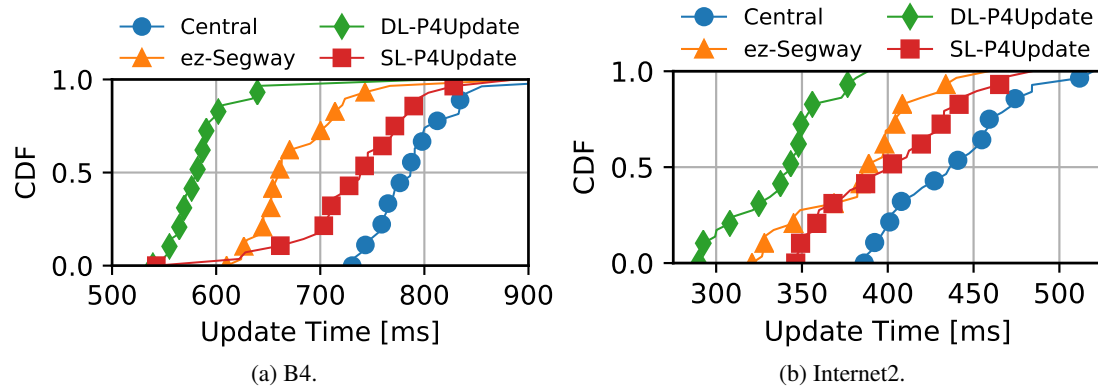 Central
DL-P4Update
ez-Segway
SL-P4Update
1.0
0.5
0.0
CDF
500
600
700
800
900
Update Time [ms]
(a) B4.
Central
DL-P4Update
ez-Segway
SL-P4Update
1.0
0.5
0.0
CDF
300
350
400
450
500
Update Time [ms]
(b) Internet2.